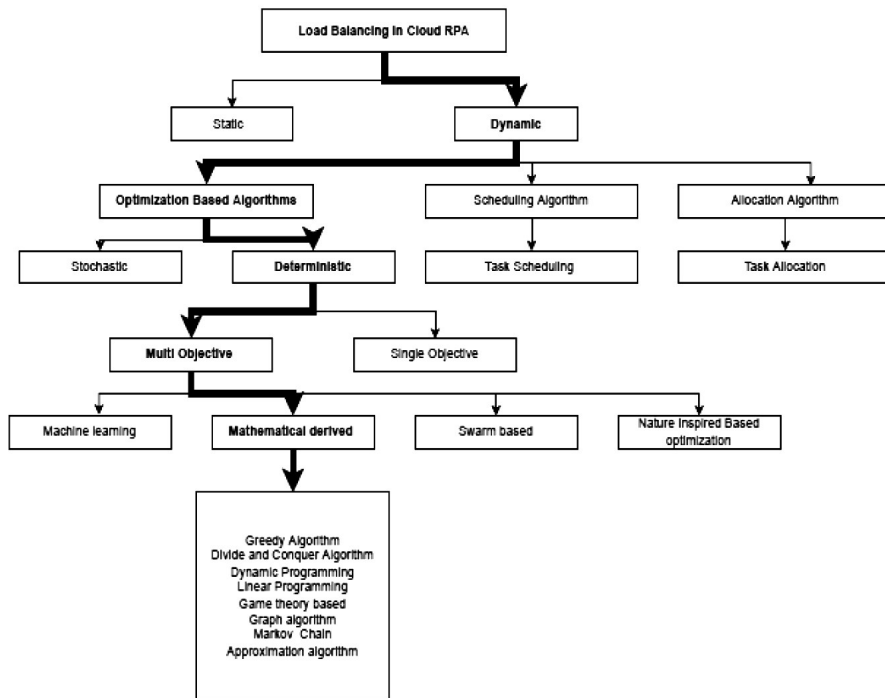 Load Balancing in Cloud RPA
Static
Dynamic
Optimization Based Algorithms
Scheduling Algorithm
Allocation Algorithm
Stochastic
Deterministic
Task Scheduling
Task Allocation
Multi Objective
Single Objective
Machine learning
Mathematical derived
Swarm based
Nature Inspired Based
optimization
Greedy Algorithm
Divide and Conquer Algorithm
Dynamic Programming
Linear Programming
Game theory based
Graph algorithm
Markov Chain
Approximation algorithm